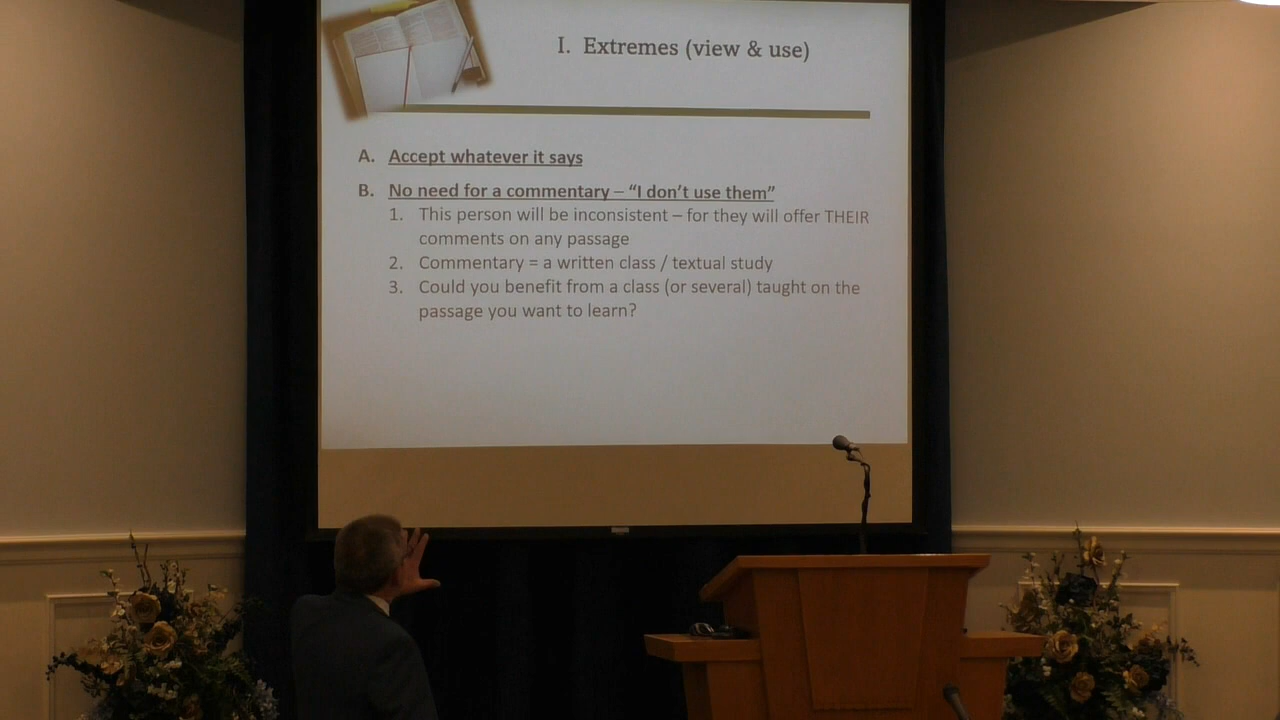 I. Extremes (view & use)
A. Accept whatever it says
B. No need for a commentary – “I don’t use them”
1. This person will be inconsistent – for they will offer THEIR
comments on any passage
2. Commentary = a written class / textual study
3. Could you benefit from a class (or several) taught on the
passage you want to learn?